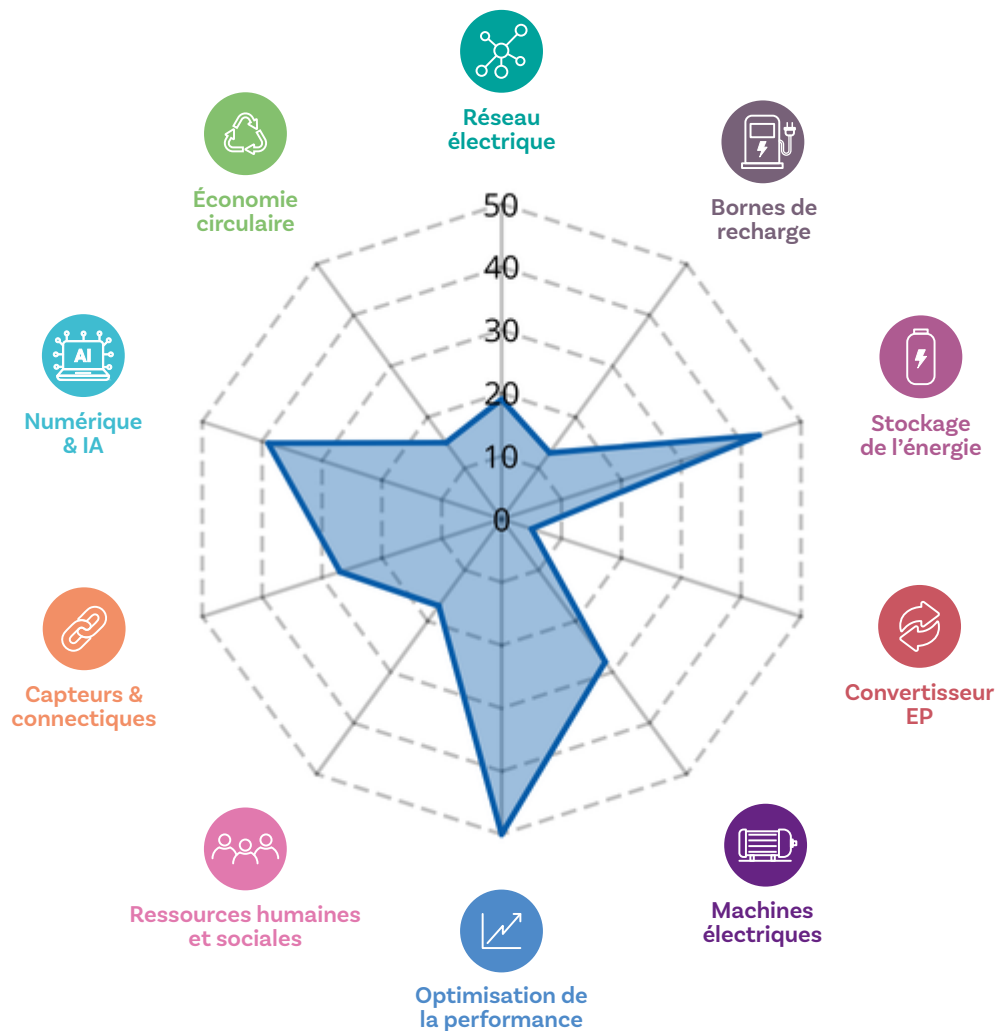 Réseau
électrique
Économie
circulaire
Bornes de
recharge
50
40
30
20
10
0
AI
Numérique
& IA
Stockage
de l'énergie
Capteurs &
connectiques
Convertisseur
EP
Ressources humaines
et sociales
Machines
électriques
Optimisation de
la performance